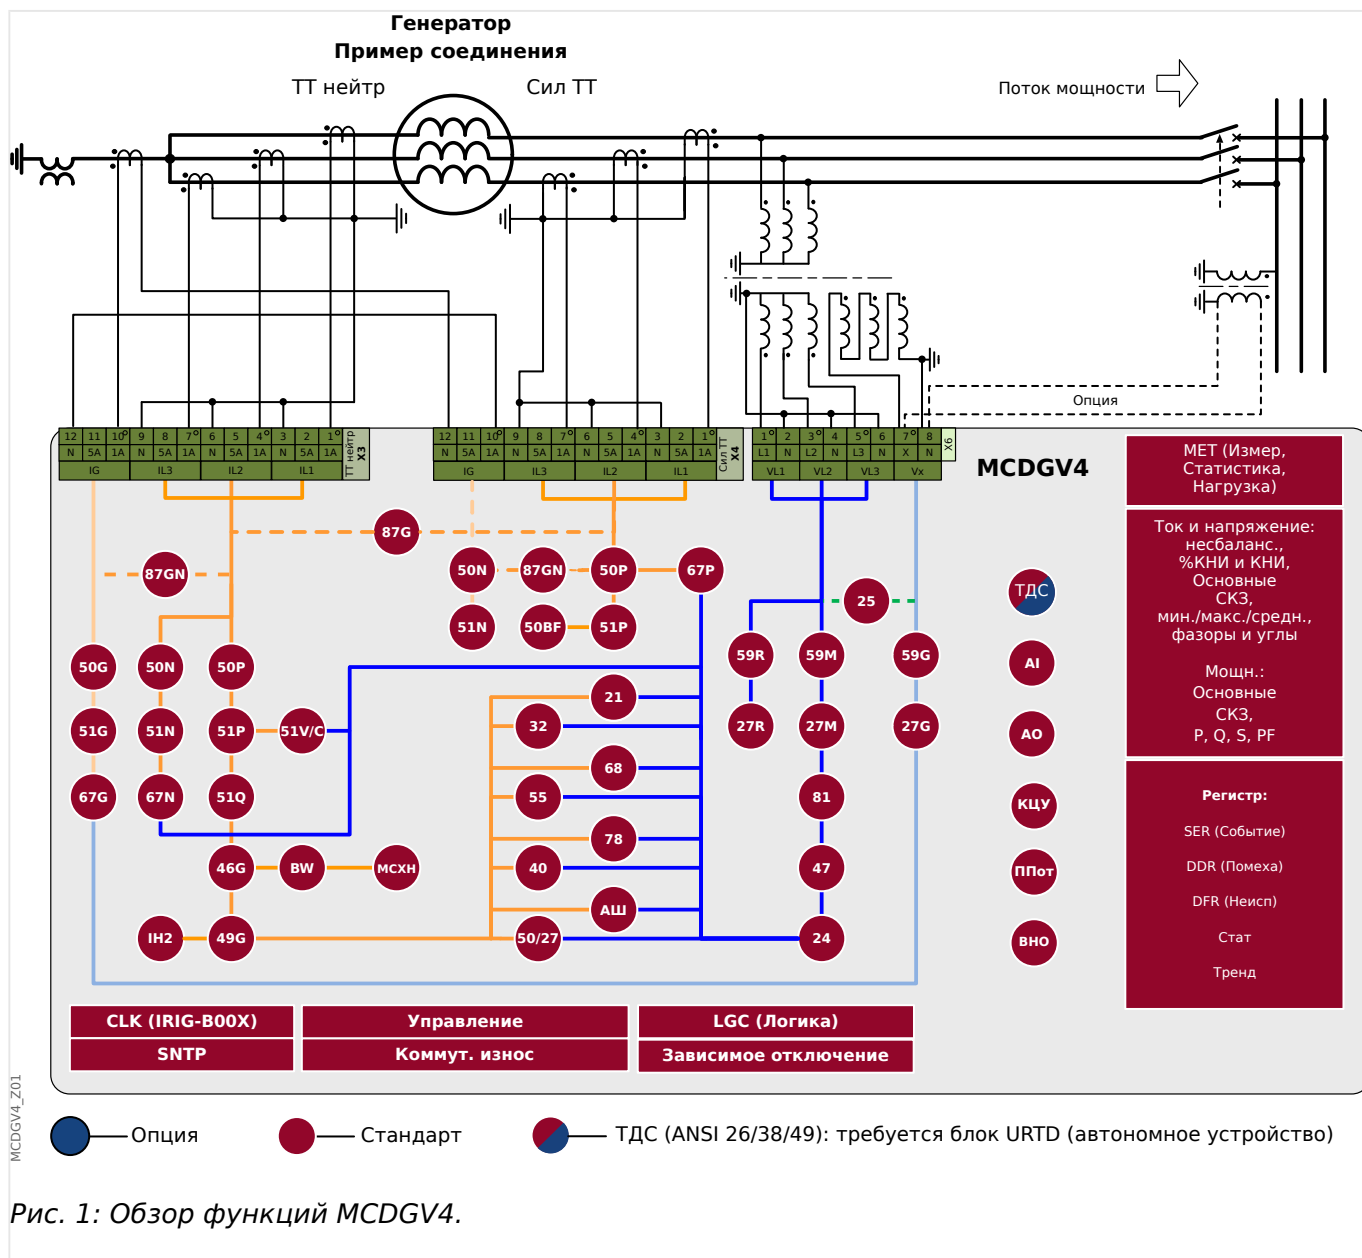 Генератор
Пример соединения
ТТ нейтр
Сил ТТ
Поток мощности
Опция
12 11 10 9 8 7 6 5 4 3 2 1
N 5A 1A N 5A 1A N 5A 1A N 5A 1A
IG IL3 IL2 IL1
ТТ нейтр
X3
12 11 10 9 8 7 6 5 4 3 2 1
N 5A 1A N 5A 1A N 5A 1A N 5A 1A
IG IL3 IL2 IL1
Сил ТТ
X4
1 2 3 4 5 6 7 8
L1 N L2 N L3 N X N
VL1 VL2 VL3 Vx
X6
MCDGV4
МЕТ (Измер,
Статистика,
Нагрузка)
Ток и напряжение:
несбаланс.,
%КНИ и КНИ,
Основные
СКЗ,
мин./макс./средн.,
фазоры и углы
Мощн.:
Основные
СКЗ,
P, Q, S, PF
Регистр:
SER (Событие)
DDR (Помеха)
DFR (Неисп)
Стат
Тренд
87G
87GN
50N 87GN 50P 67P
51N 50BF 51P
25
ТДС
50G 50N 50P
59R 59M 59G
AI
21
51G 51N 51P 51V/C
32
27R 27M 27G
АО
68
67G 67N 51Q
55
81
КЦУ
78
46G BW МСХН
40
47
ППот
АШ
IH2 49G
50/27
24
ВНО
CLK (IRIG-B00X)
Управление
LGC (Логика)
SNTP
Коммут. износ
Зависимое отключение
MCDGV4_Z01
Опция
Стандарт
ТДС (ANSI 26/38/49): требуется блок URTD (автономное устройство)
Рис. 1: Обзор функций MCDGV4.